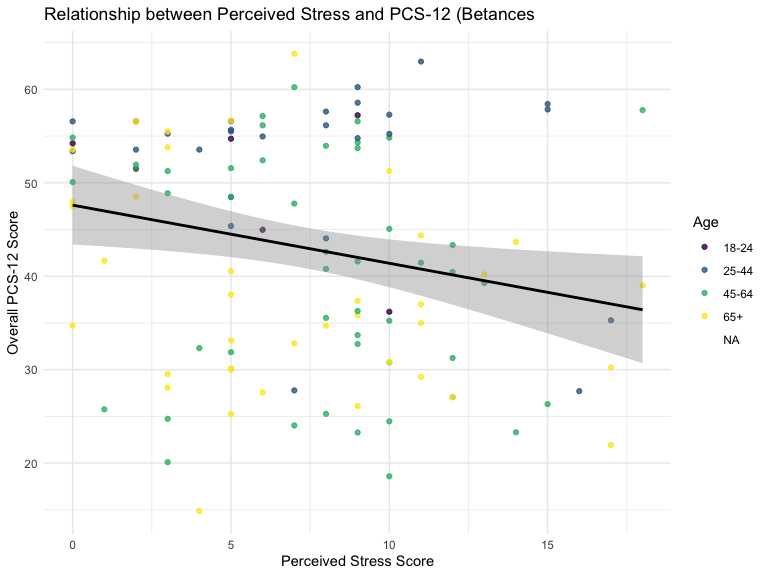 Relationship between Perceived Stress and PCS-12 (Betances
Overall PCS-12 Score
60
50
40
30
20
0
5
10
15
Perceived Stress Score
Age
18-24
25-44
45-64
65+
NA